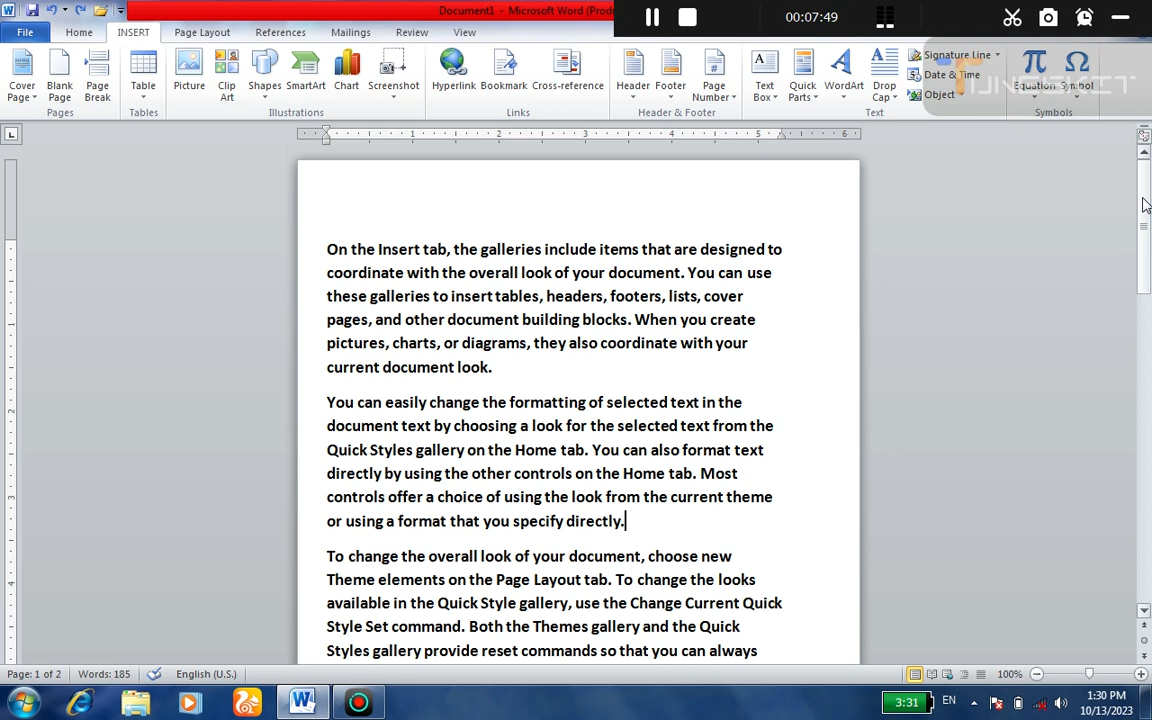 Document1 - Microsoft Word (Produ
00:07:49
File Home INSERT Page Layout References Mailings Review View
Cover Page Blank Page Page Break Table Picture Clip Art Shapes SmartArt Chart Screenshot Hyperlink Bookmark Cross-reference Header Footer Page Number Text Box Quick Parts WordArt Drop Cap Signature Line Date & Time Object Equation Symbol
Pages Tables Illustrations Links Header & Footer Text Symbols
TUNESKIT
1 2 3 4 5 6
On the Insert tab, the galleries include items that are designed to
coordinate with the overall look of your document. You can use
these galleries to insert tables, headers, footers, lists, cover
pages, and other document building blocks. When you create
pictures, charts, or diagrams, they also coordinate with your
current document look.
You can easily change the formatting of selected text in the
document text by choosing a look for the selected text from the
Quick Styles gallery on the Home tab. You can also format text
directly by using the other controls on the Home tab. Most
controls offer a choice of using the look from the current theme
or using a format that you specify directly.
To change the overall look of your document, choose new
Theme elements on the Page Layout tab. To change the looks
available in the Quick Style gallery, use the Change Current Quick
Style Set command. Both the Themes gallery and the Quick
Styles gallery provide reset commands so that you can always
1
2
3
4
Page: 1 of 2 Words: 185 English (U.S.) 100%
3:31 EN 1:30 PM
10/13/2023